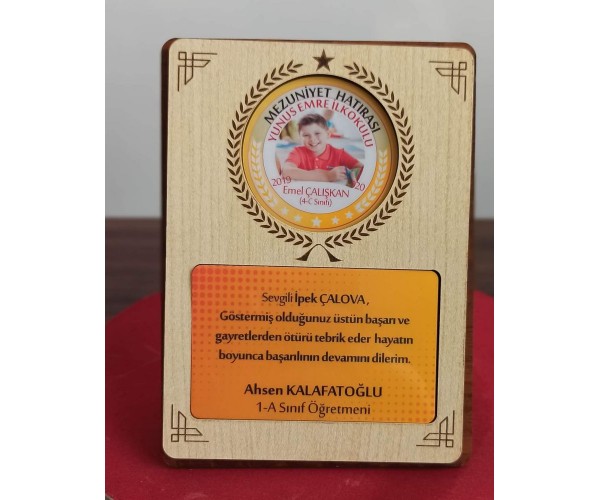 MEZUNİYET HATIRASI
YUNUS EMRE İLKOKULU
2019 20
Emel ÇALIŞKAN
(4-C Sınıfı)
Sevgili İpek ÇALOVA,
Göstermiş olduğunuz üstün başarı ve
gayretlerden ötürü tebrik eder hayatın
boyunca başarılının devamını dilerim.
Ahsen KALAFATOĞLU
1-A Sınıf Öğretmeni